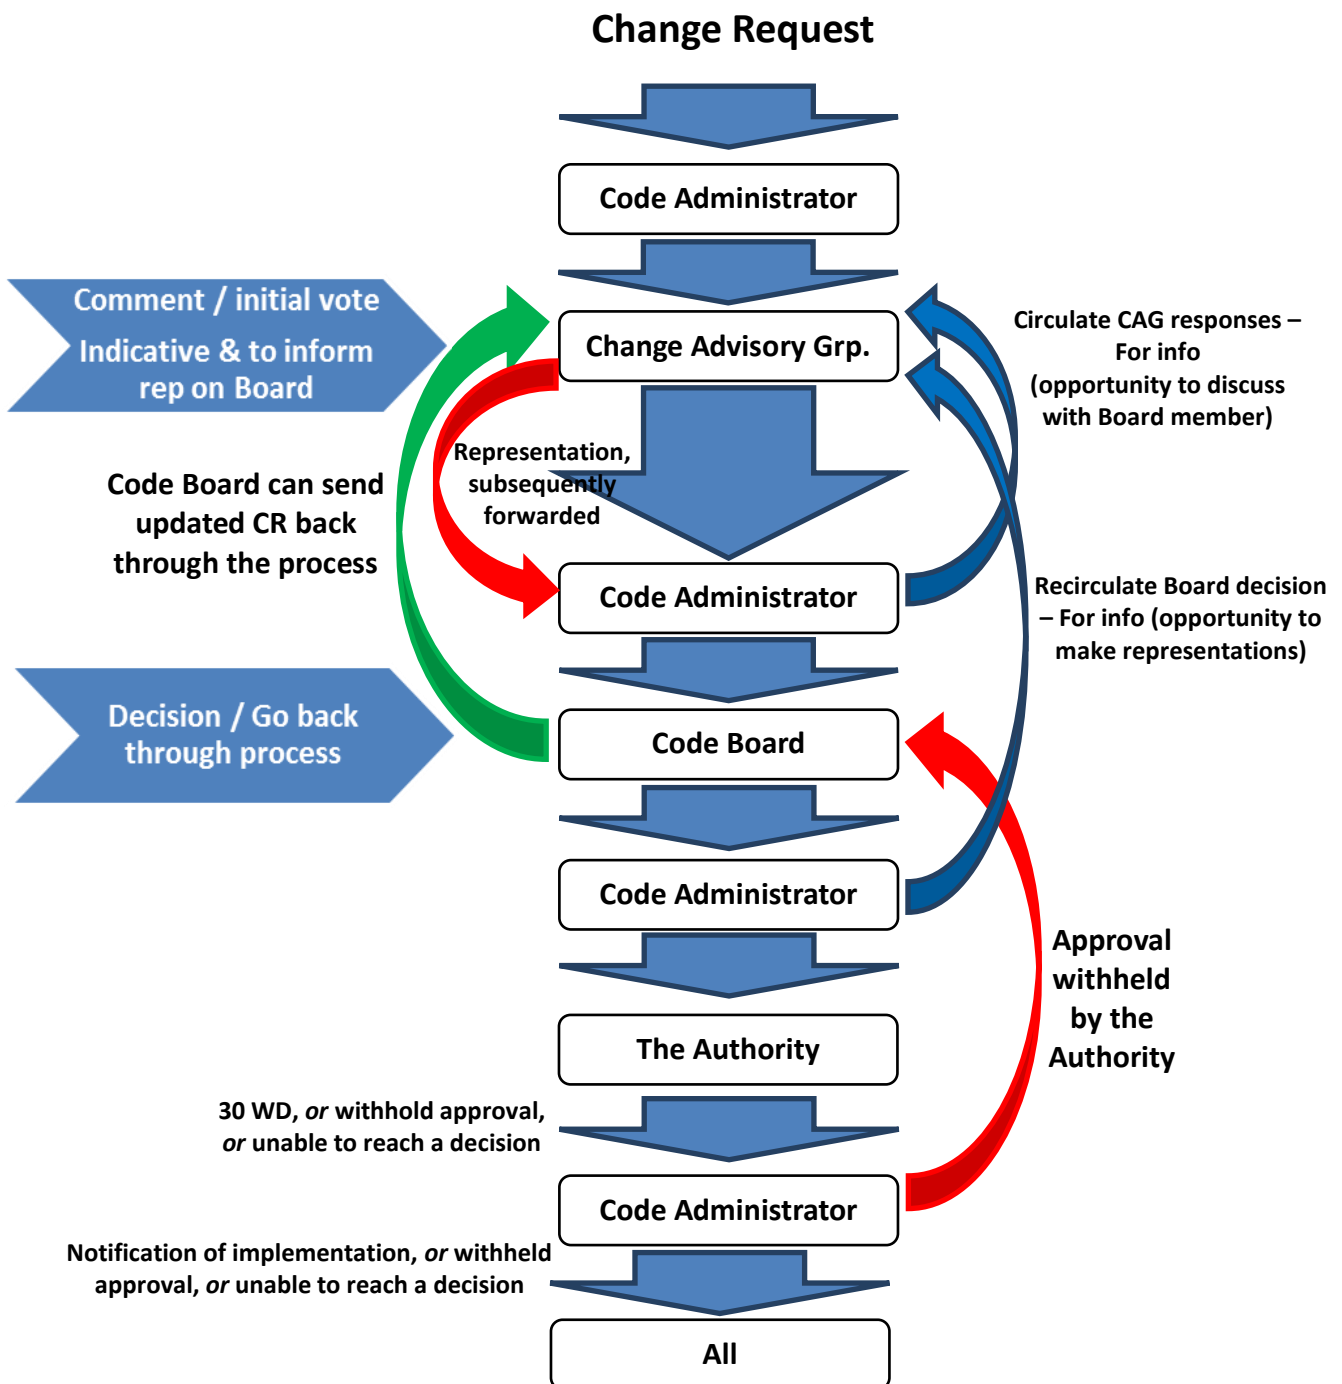 Change Request
Code Administrator
Comment / initial vote
Indicative & to inform
rep on Board
Change Advisory Grp.
Circulate CAG responses –
For info
(opportunity to discuss
with Board member)
Representation,
subsequently
forwarded
Code Board can send
updated CR back
through the process
Code Administrator
Recirculate Board decision
– For info (opportunity to
make representations)
Decision / Go back
through process
Code Board
Code Administrator
Approval
withheld
by the
Authority
The Authority
30 WD, or withhold approval,
or unable to reach a decision
Code Administrator
Notification of implementation, or withheld
approval, or unable to reach a decision
All